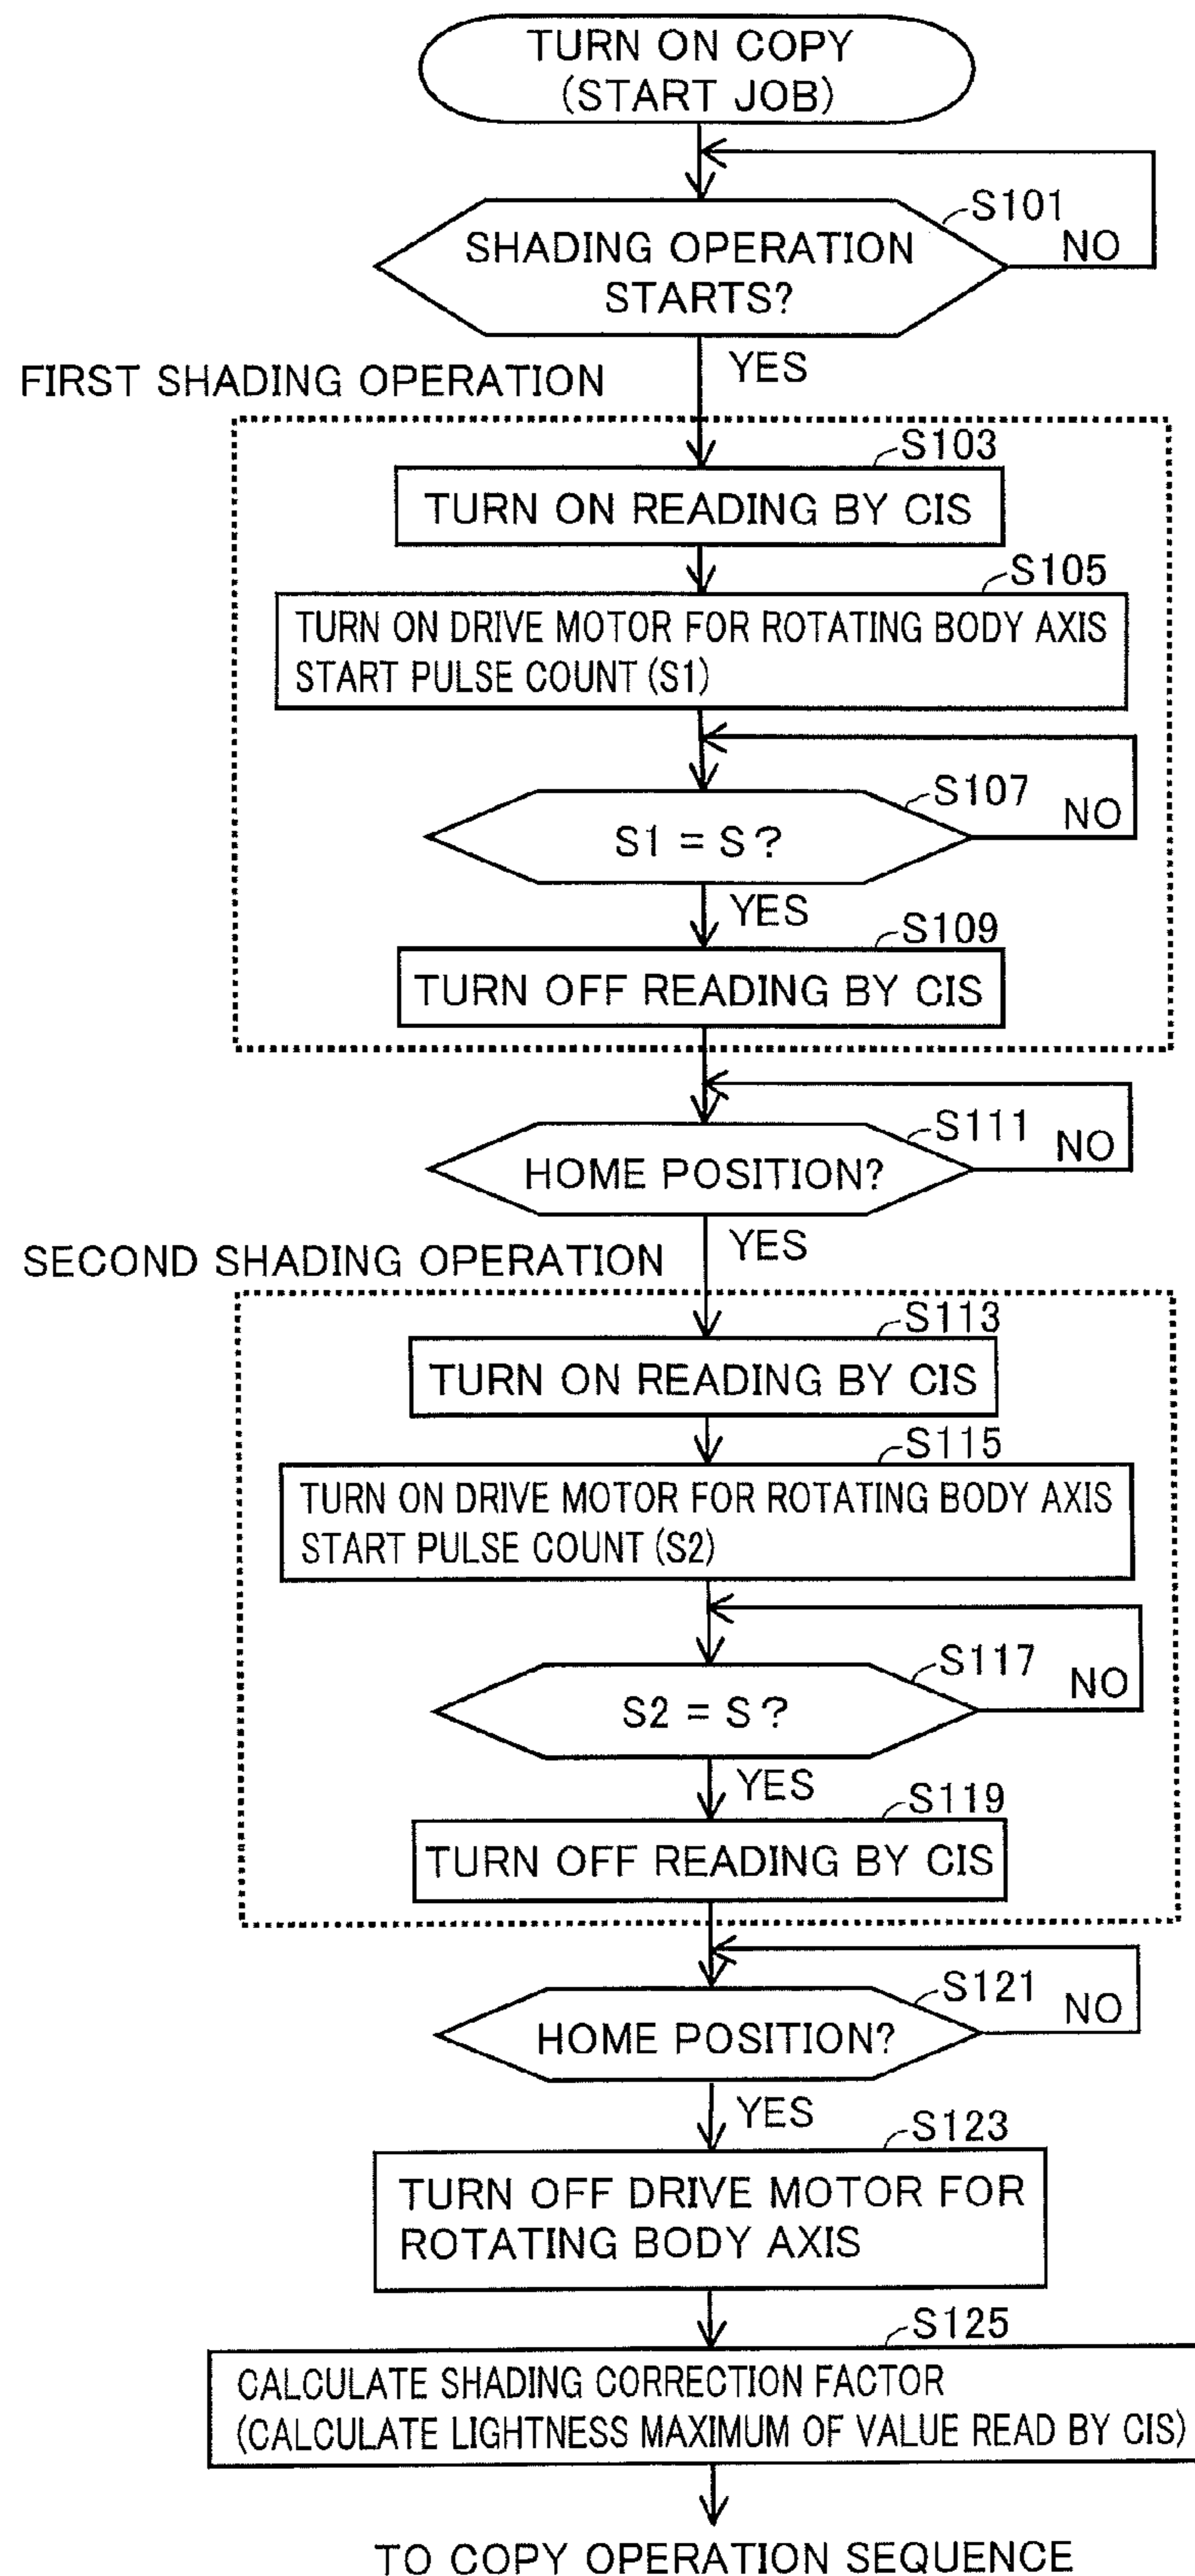 TURN ON COPY
(START JOB)
S101
NO
SHADING OPERATION
STARTS?
YES
FIRST SHADING OPERATION
S103
TURN ON READING BY CIS
S105
TURN ON DRIVE MOTOR FOR ROTATING BODY AXIS
START PULSE COUNT (S1)
S107
NO
S1 = S ?
YES
S109
TURN OFF READING BY CIS
S111
NO
HOME POSITION?
YES
SECOND SHADING OPERATION
S113
TURN ON READING BY CIS
S115
TURN ON DRIVE MOTOR FOR ROTATING BODY AXIS
START PULSE COUNT (S2)
S117
NO
S2 = S ?
YES
S119
TURN OFF READING BY CIS
S121
NO
HOME POSITION?
YES
S123
TURN OFF DRIVE MOTOR FOR
ROTATING BODY AXIS
S125
CALCULATE SHADING CORRECTION FACTOR
(CALCULATE LIGHTNESS MAXIMUM OF VALUE READ BY CIS)
TO COPY OPERATION SEQUENCE